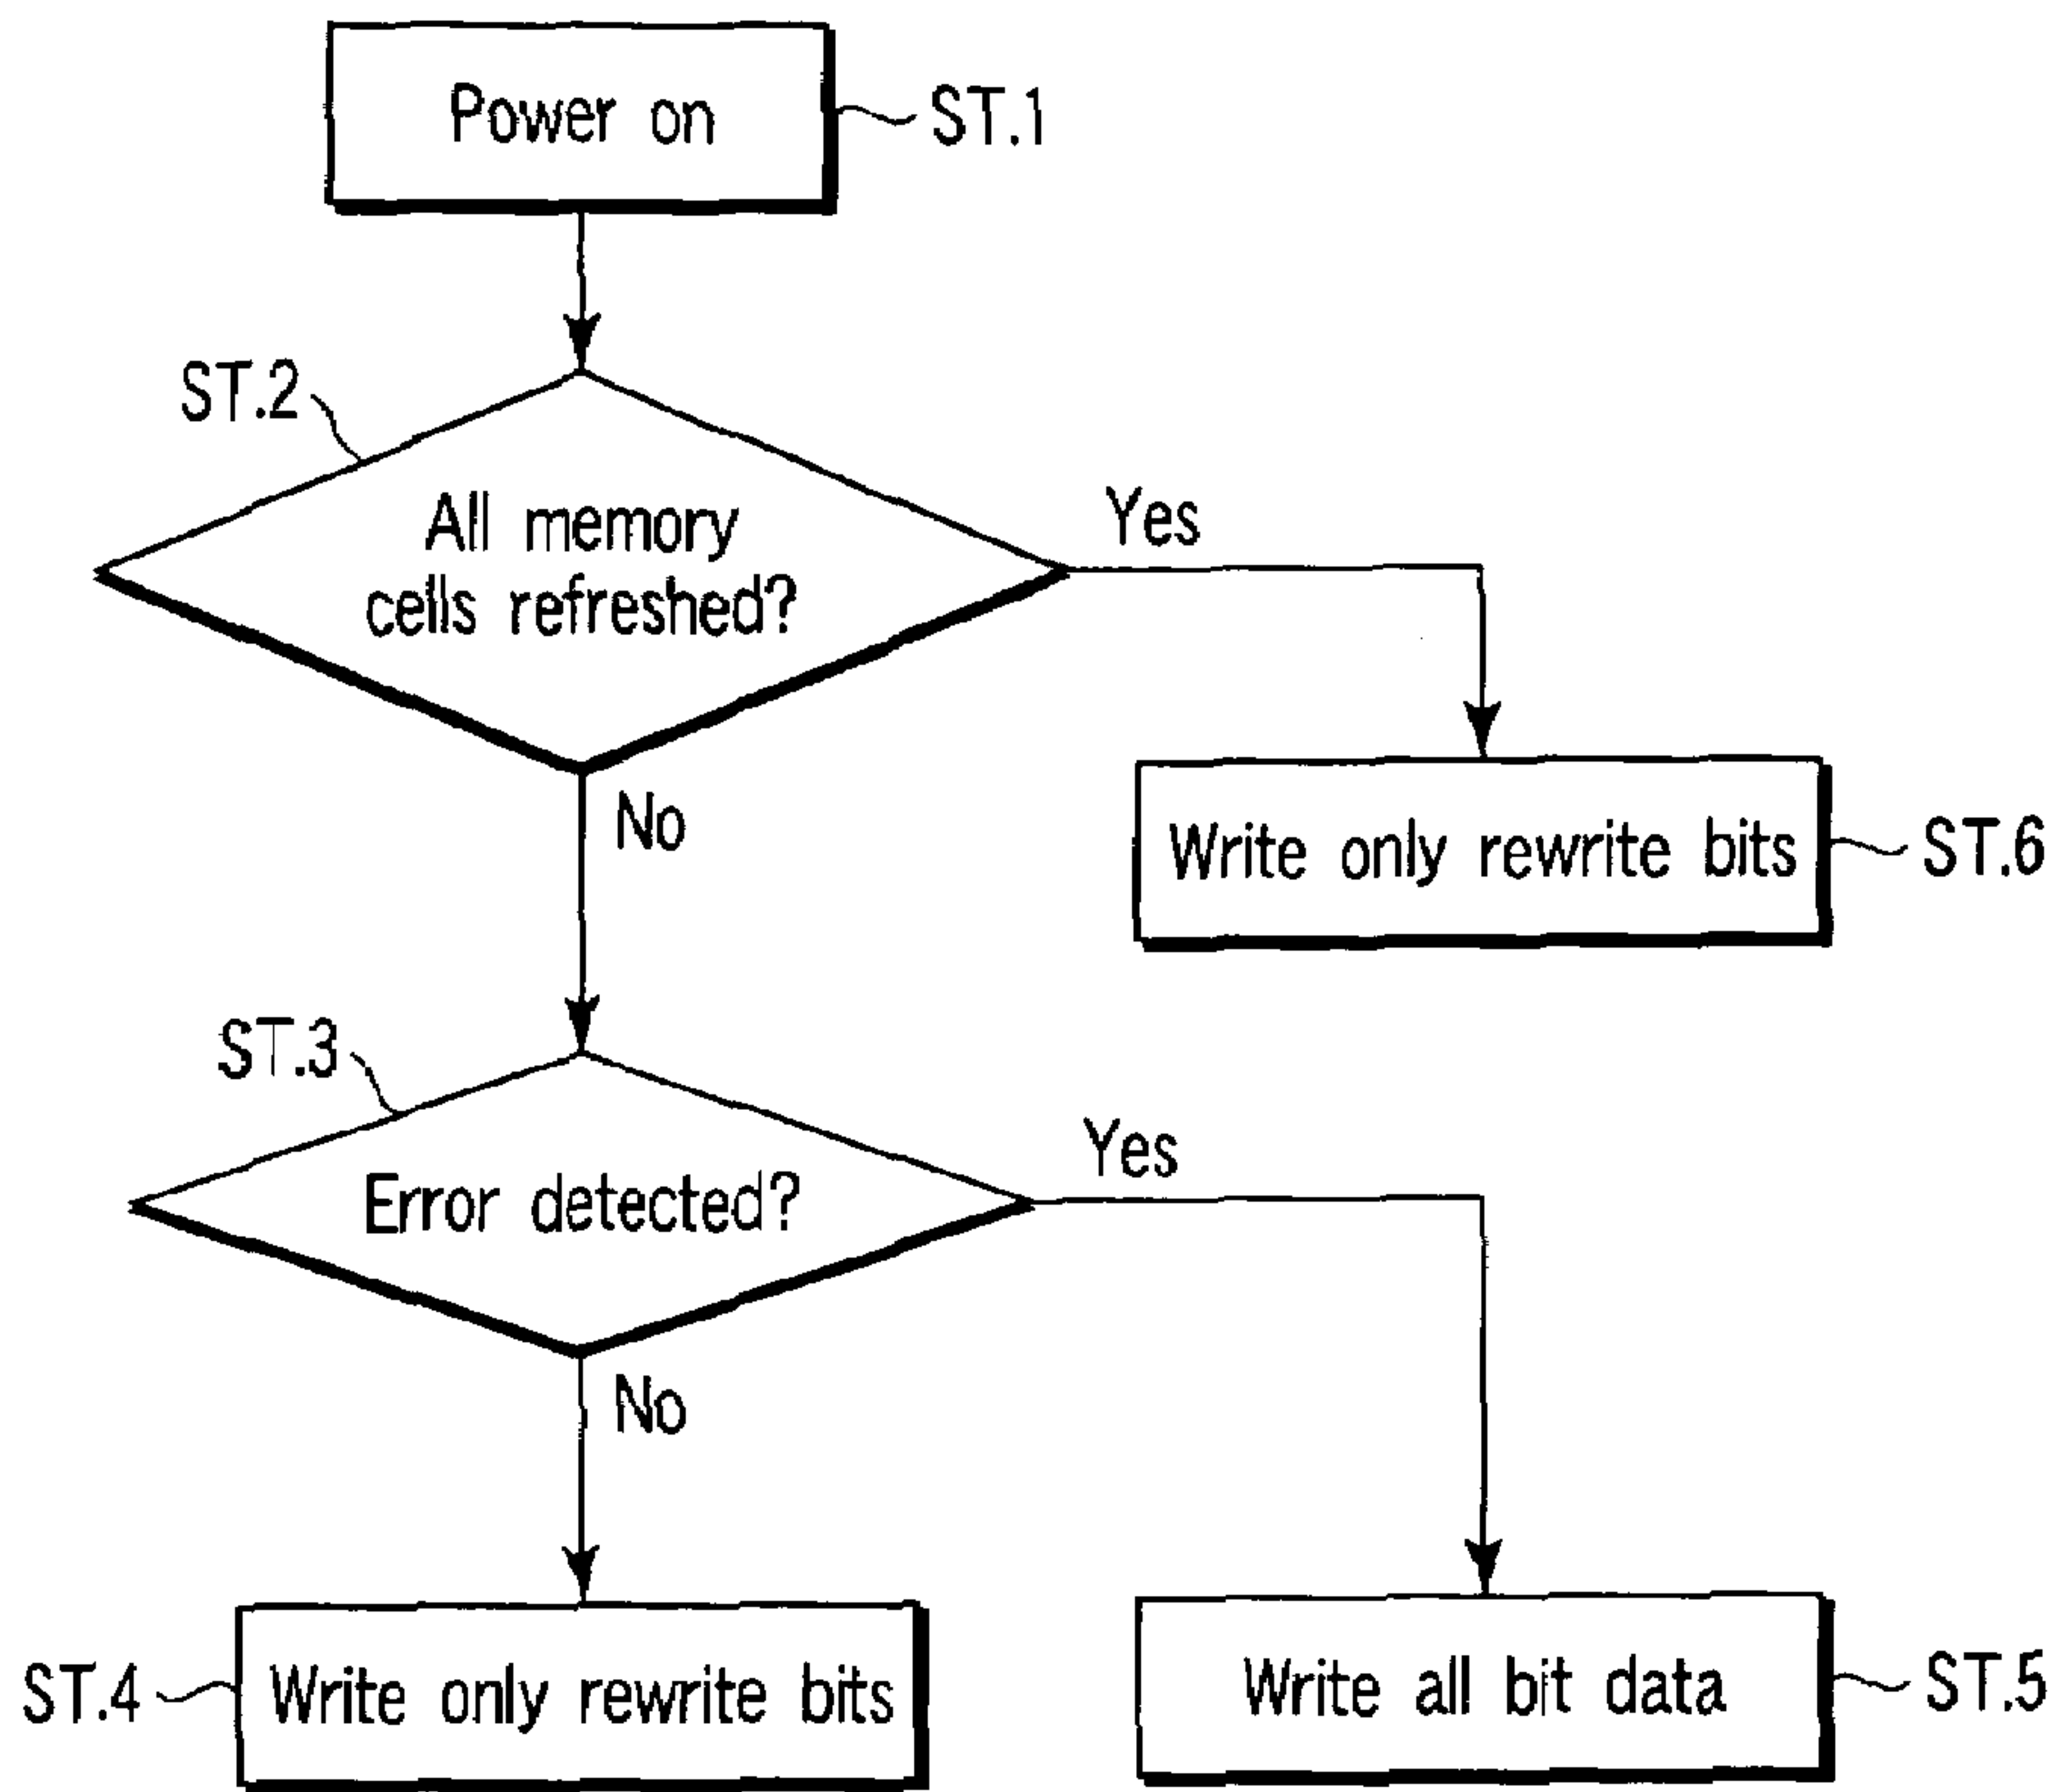 Power on
ST.1
ST.2
All memory
cells refreshed?
Yes
No
Write only rewrite bits
ST.6
ST.3
Error detected?
Yes
No
ST.4
Write only rewrite bits
Write all bit data
ST.5